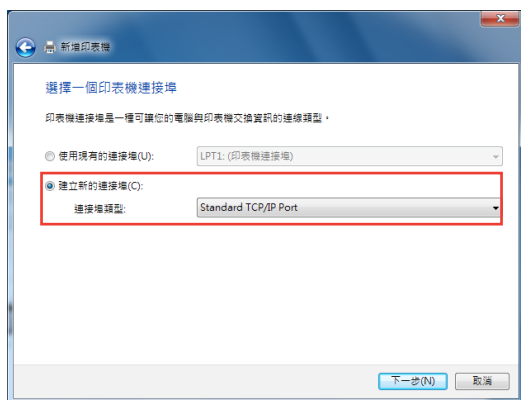 新增印表機
選擇一個印表機連接埠
印表機連接埠是一種可讓您的電腦與印表機交換資訊的連線類型。
使用現有的連接埠(U): LPT1: (印表機連接埠)
建立新的連接埠(C):
連接埠類型: Standard TCP/IP Port
下一步(N) 取消